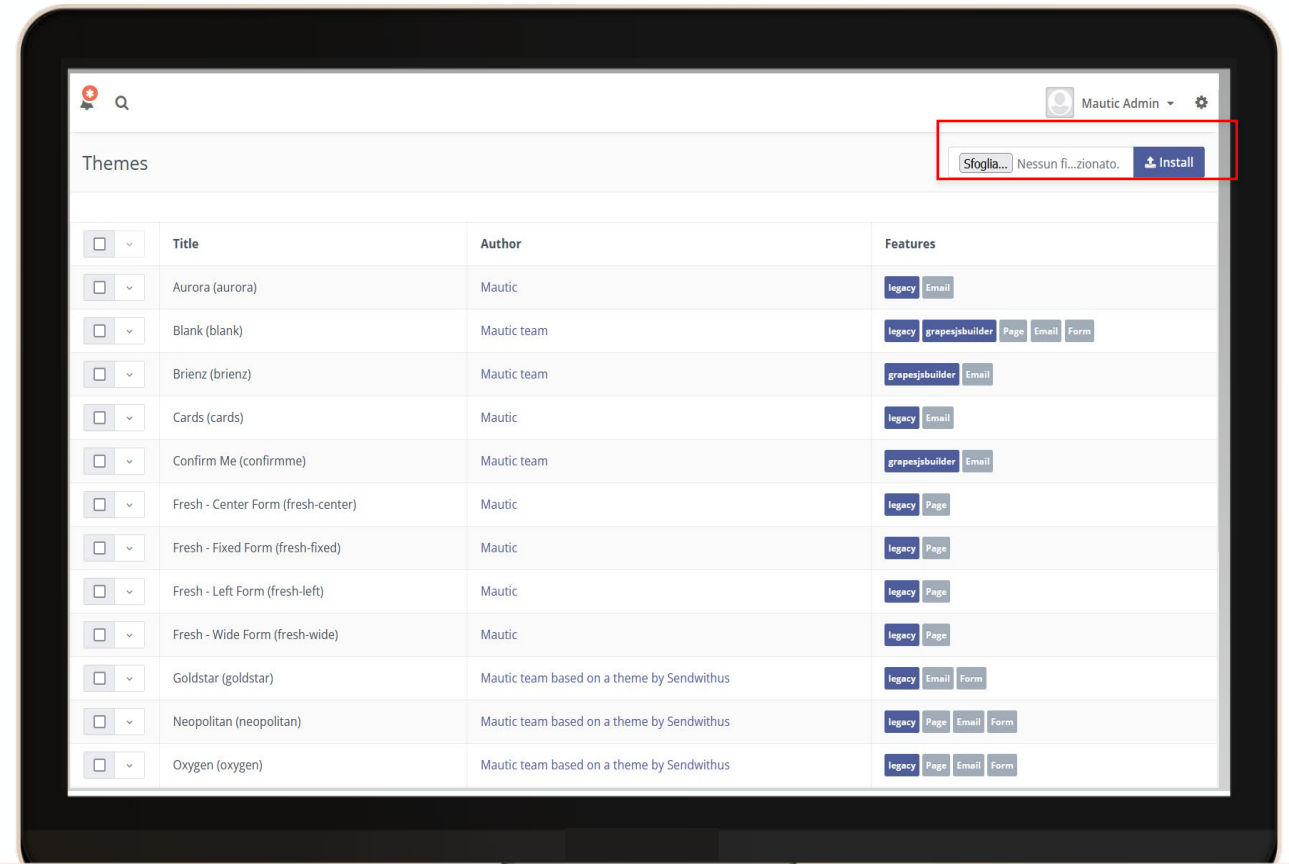 Mautic Admin
Themes
Sfoglia... Nessun fi...zionato. Install
Title Author Features
Aurora (aurora) Mautic legacy Email
Blank (blank) Mautic team legacy grapesjsbuilder Page Email Form
Brienz (brienz) Mautic team grapesjsbuilder Email
Cards (cards) Mautic legacy Email
Confirm Me (confirmme) Mautic team grapesjsbuilder Email
Fresh - Center Form (fresh-center) Mautic legacy Page
Fresh - Fixed Form (fresh-fixed) Mautic legacy Page
Fresh - Left Form (fresh-left) Mautic legacy Page
Fresh - Wide Form (fresh-wide) Mautic legacy Page
Goldstar (goldstar) Mautic team based on a theme by Sendwithus legacy Email Form
Neopolitan (neopolitan) Mautic team based on a theme by Sendwithus legacy Page Email Form
Oxygen (oxygen) Mautic team based on a theme by Sendwithus legacy Page Email Form